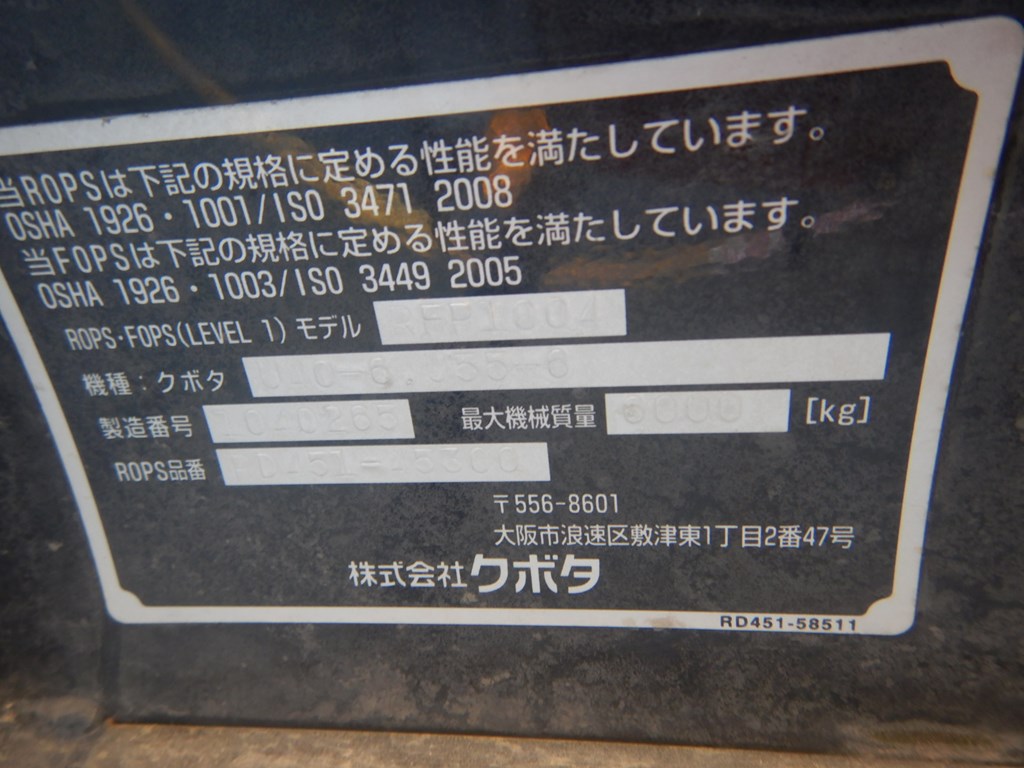 当ROPSは下記の規格に定める性能を満たしています。
OSHA 1926・1001/ISO 3471 2008
当FOPSは下記の規格に定める性能を満たしています。
OSHA 1926・1003/ISO 3449 2005
ROPS・FOPS(LEVEL 1) モデル
機種：クボタ
製造番号 最大機械質量 [kg]
ROPS品番
〒556-8601
大阪市浪速区敷津東1丁目2番47号
株式会社クボタ
RD451-58511